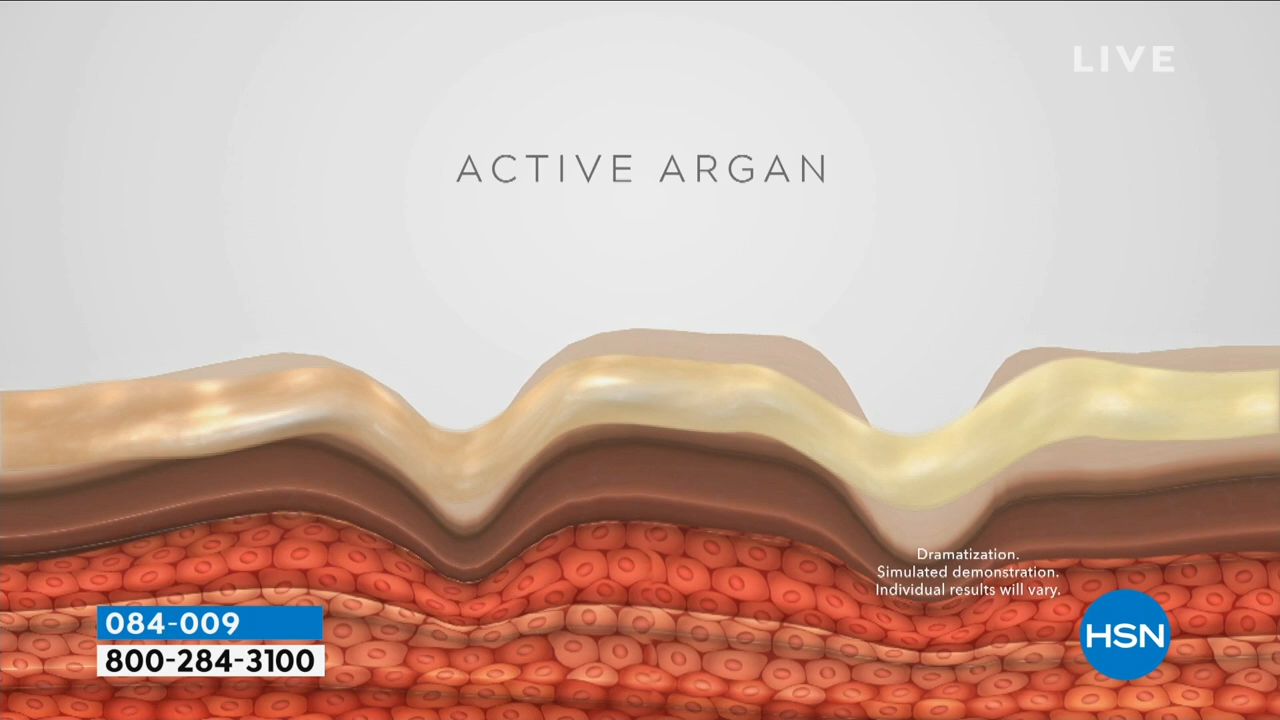 LIVE
ACTIVE ARGAN
Dramatization.
Simulated demonstration.
Individual results will vary.
084-009
800-284-3100
HSN